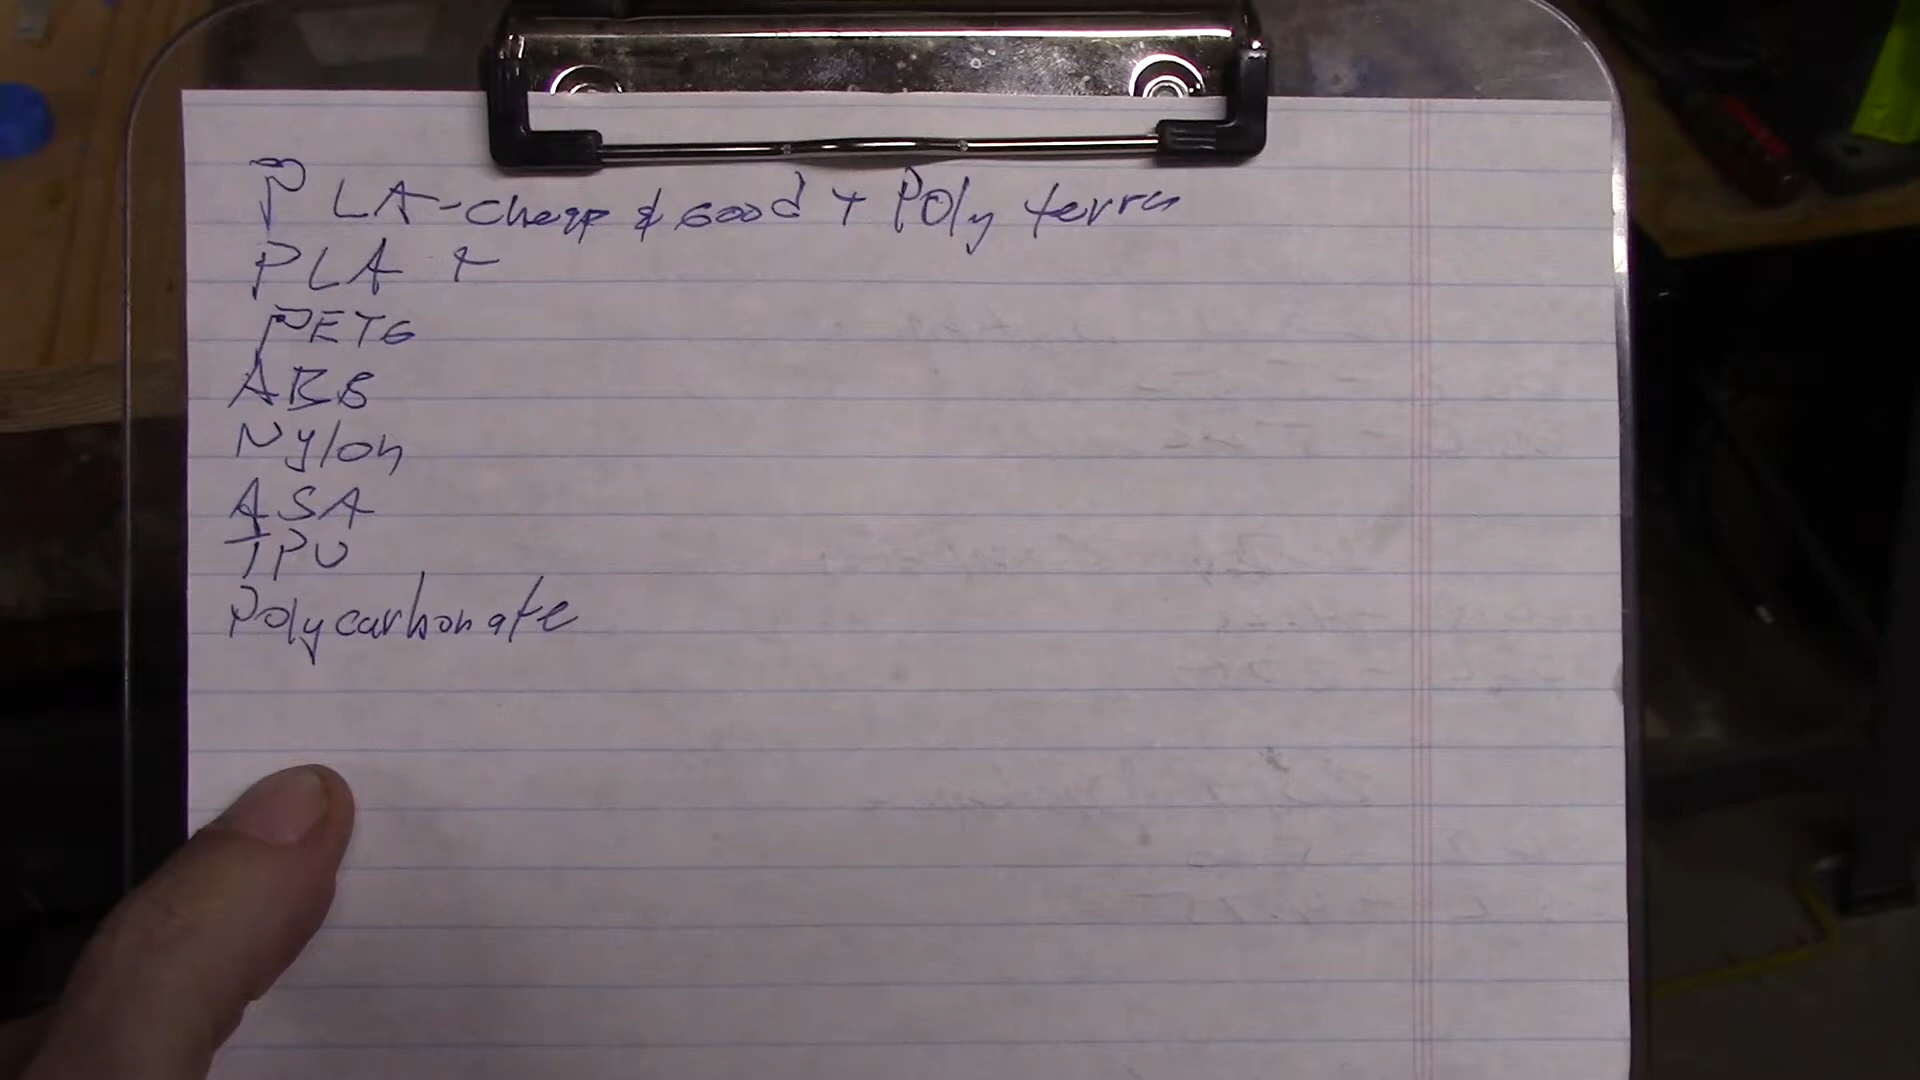 PLA - cheap & good + Poly terra
PLA +
PETG
ABS
Nylon
ASA
TPU
Polycarbonate